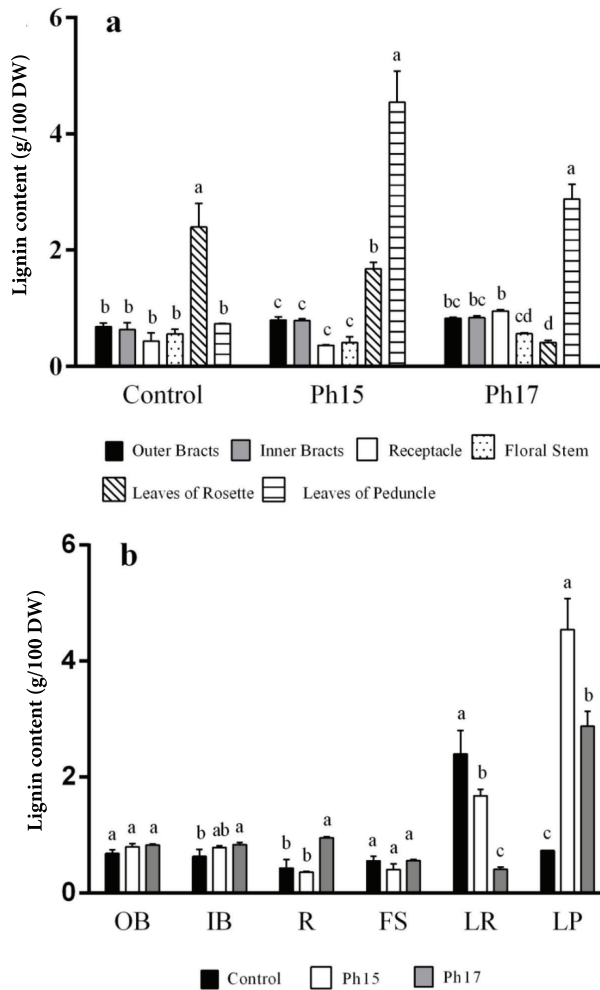 a
Lignin content (g/100 DW)
6
4
2
0
b b b b a b
c c c c b a
bc bc b cd d a
Control Ph15 Ph17
Outer Bracts Inner Bracts Receptacle Floral Stem
Leaves of Rosette Leaves of Peduncle
b
Lignin content (g/100 DW)
6
4
2
0
a a a
b ab a
b b a
a a a
a b c
c a b
OB IB R FS LR LP
Control Ph15 Ph17